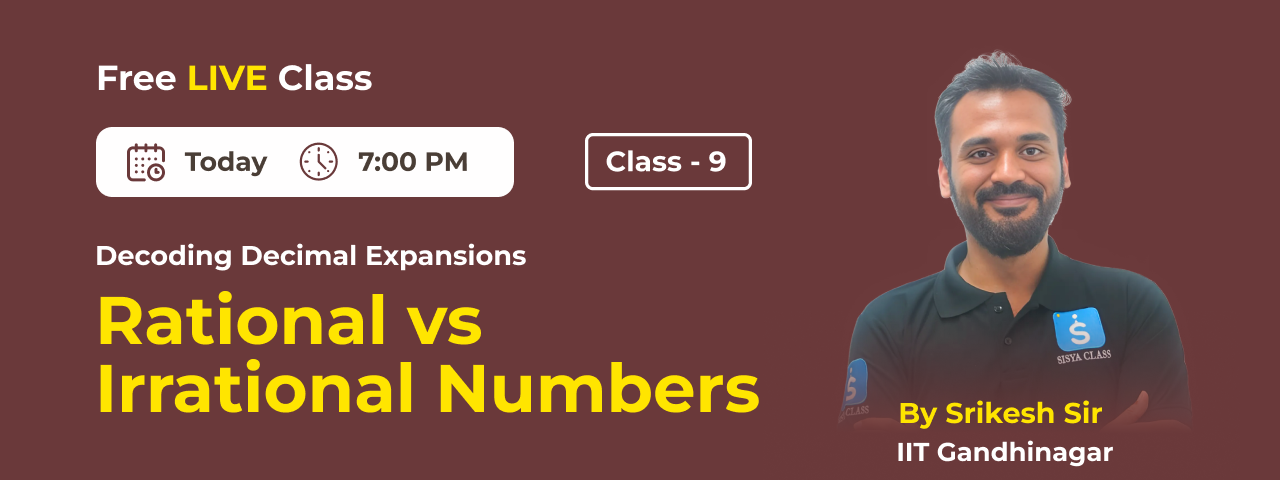 Free LIVE Class
Today 7:00 PM
Class - 9
Decoding Decimal Expansions
Rational vs
Irrational Numbers
S
SISYA CLASS
S
-CLASS
By Srikesh Sir
IIT Gandhinagar